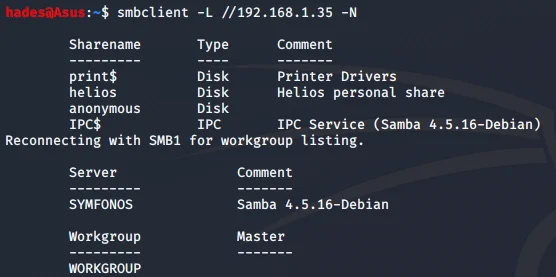 hades@Asus:~$ smbclient -L //192.168.1.35 -N
Sharename Type Comment
--------- ---- -------
print$ Disk Printer Drivers
helios Disk Helios personal share
anonymous Disk
IPC$ IPC IPC Service (Samba 4.5.16-Debian)
Reconnecting with SMB1 for workgroup listing.
Server Comment
--------- -------
SYMFONOS Samba 4.5.16-Debian
Workgroup Master
--------- -------
WORKGROUP